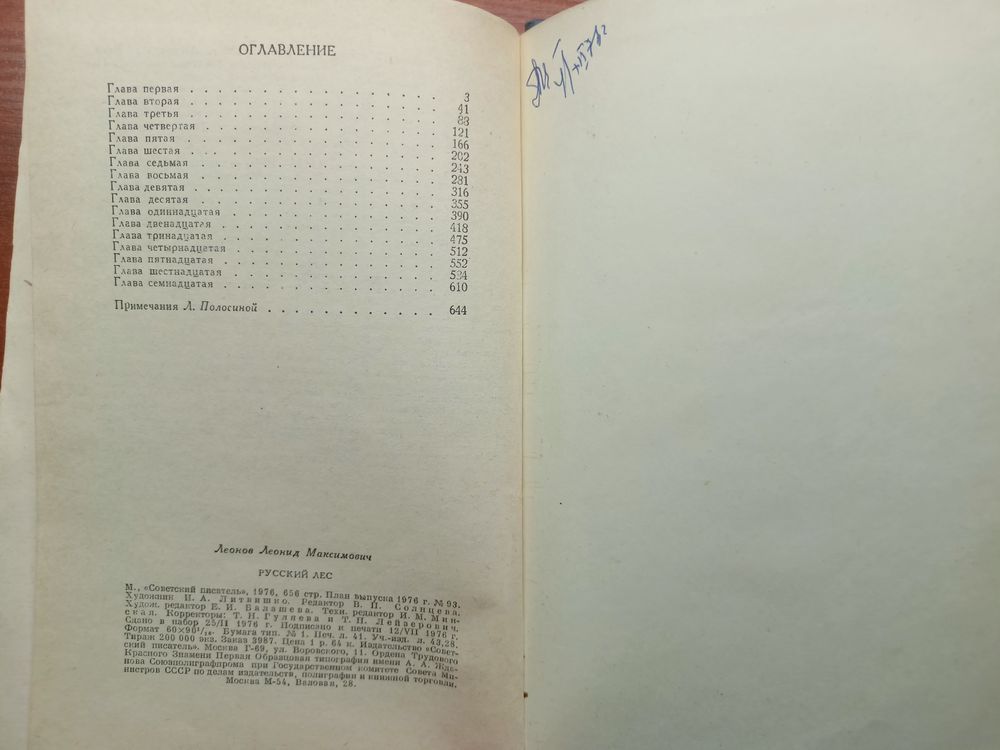 ОГЛАВЛЕНИЕ
Глава первая . . . . . . . . . . . . . . . . 3
Глава вторая . . . . . . . . . . . . . . . . 41
Глава третья . . . . . . . . . . . . . . . . 83
Глава четвертая . . . . . . . . . . . . . . . 121
Глава пятая . . . . . . . . . . . . . . . . 166
Глава шестая . . . . . . . . . . . . . . . . 202
Глава седьмая . . . . . . . . . . . . . . . 243
Глава восьмая . . . . . . . . . . . . . . . 281
Глава девятая . . . . . . . . . . . . . . . 316
Глава десятая . . . . . . . . . . . . . . . 355
Глава одиннадцатая . . . . . . . . . . . . . 390
Глава двенадцатая . . . . . . . . . . . . . 418
Глава тринадцатая . . . . . . . . . . . . . 475
Глава четырнадцатая . . . . . . . . . . . . 512
Глава пятнадцатая . . . . . . . . . . . . . 552
Глава шестнадцатая . . . . . . . . . . . . . 584
Глава семнадцатая . . . . . . . . . . . . . 610
Примечания Л. Полосиной . . . . . . . . . . . 644
Леонов Леонид Максимович
РУССКИЙ ЛЕС
М., «Советский писатель», 1976, 656 стр. План выпуска 1976 г. № 93.
Художник И. А. Литвишко. Редактор В. П. Солнцева.
Худож. редактор Е. И. Балашева. Техн. редактор И. М. Мин-
ская. Корректоры: Т. Н. Гуляева и Т. П. Лейзерович.
Сдано в набор 25/II 1976 г. Подписано к печати 12/VII 1976 г.
Формат 60×90¹/₁₆. Бумага тип. № 1. Печ. л. 41. Уч.-изд. л. 43,28.
Тираж 200 000 экз. Заказ 3987. Цена 1 р. 64 к. Издательство «Совет-
ский писатель». Москва Г-69, ул. Воровского, 11. Ордена Трудового
Красного Знамени Первая Образцовая типография имени А. А. Жда-
нова Союзполиграфпрома при Государственном комитете Совета Ми-
нистров СССР по делам издательств, полиграфии и книжной торговли.
Москва М-54, Валовая, 28.